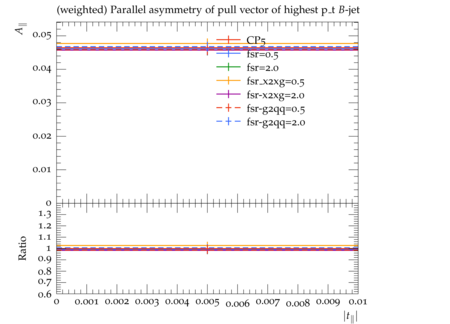 (weighted) Parallel asymmetry of pull vector of highest p_t B-jet
A∥
0.05
0.04
0.03
0.02
0.01
0
CP5
fsr=0.5
fsr=2.0
fsr_x2xg=0.5
fsr-x2xg=2.0
fsr-g2qq=0.5
fsr-g2qq=2.0
Ratio
1.3
1.2
1.1
1
0.9
0.8
0.7
0.6
0 0.001 0.002 0.003 0.004 0.005 0.006 0.007 0.008 0.009 0.01
|t∥|